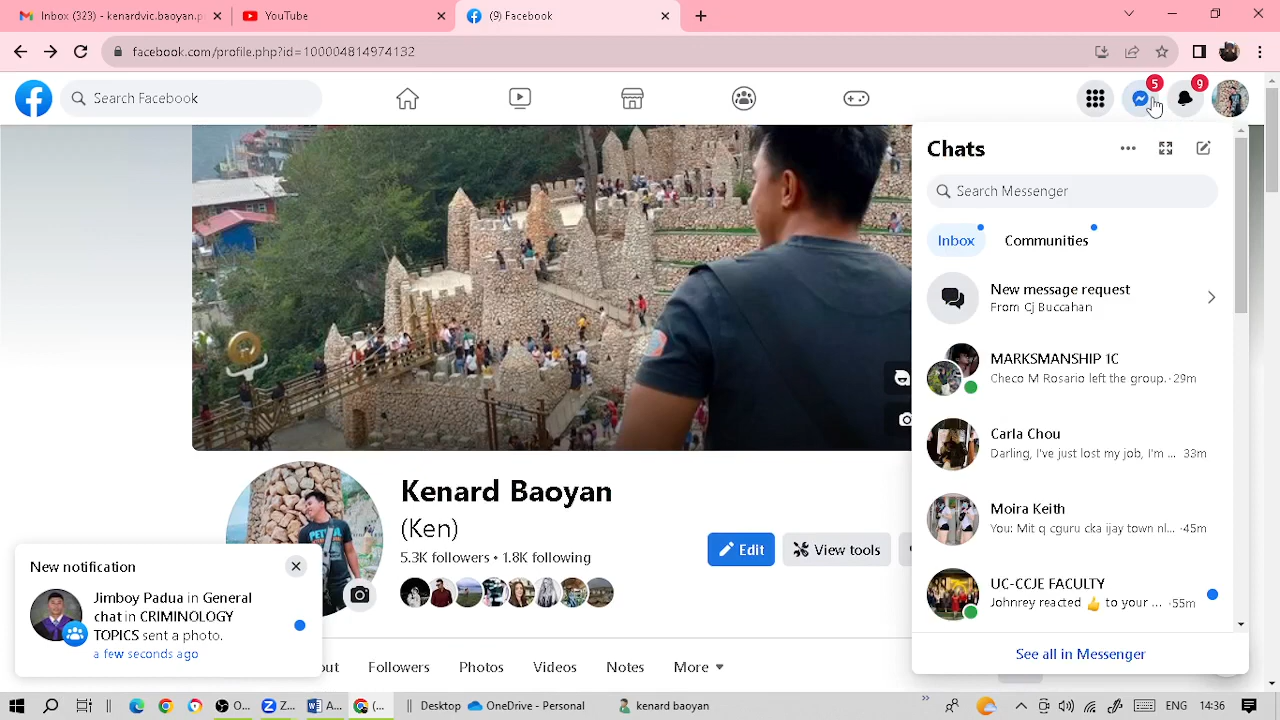 Inbox (323) - kenard.baoyan.t
YouTube
(9) Facebook
facebook.com/profile.php?id=100004814974132
Search Facebook
5
9
Chats
Search Messenger
Inbox
Communities
New message request
From Cj Buccahan
MARKSMANSHIP 1C
Checo M Rosario left the group. · 29m
Carla Chou
Darling, I've just lost my job, I'm ... · 33m
Moira Keith
You: Mlt q cguru cka ijay town nl... · 45m
UC-CCJE FACULTY
Johnrey reacted 👍 to your ... · 55m
See all in Messenger
Kenard Baoyan
(Ken)
5.3K followers • 1.8K following
Edit
View tools
New notification
Jimboy Padua in General
chat in CRIMINOLOGY
TOPICS sent a photo.
a few seconds ago
out
Followers
Photos
Videos
Notes
More
O...
Z...
A...
(...
Desktop
OneDrive - Personal
kenard baoyan
ENG
14:36